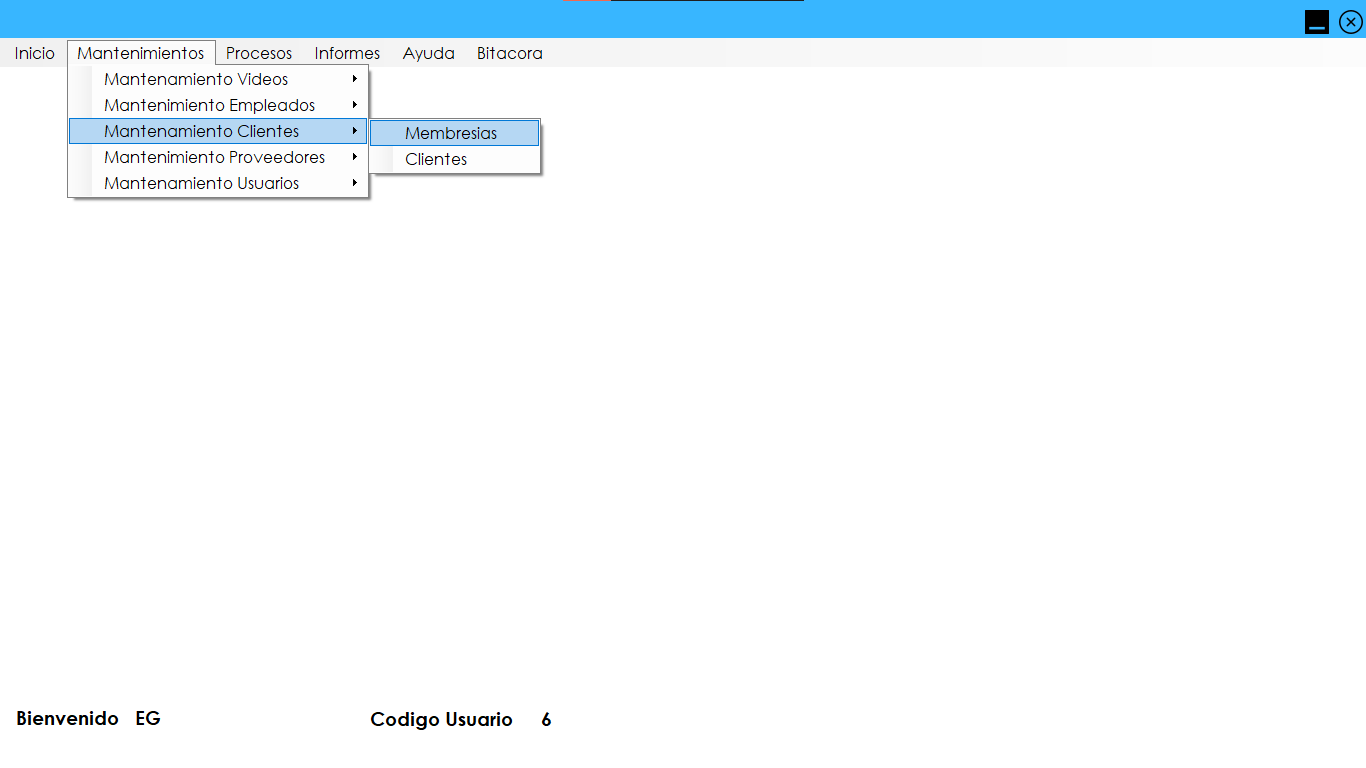 Inicio Mantenimientos Procesos Informes Ayuda Bitacora
Mantenamiento Videos
Mantenimiento Empleados
Mantenamiento Clientes
Mantenimiento Proveedores
Mantenamiento Usuarios
Membresias
Clientes
Bienvenido EG Codigo Usuario 6